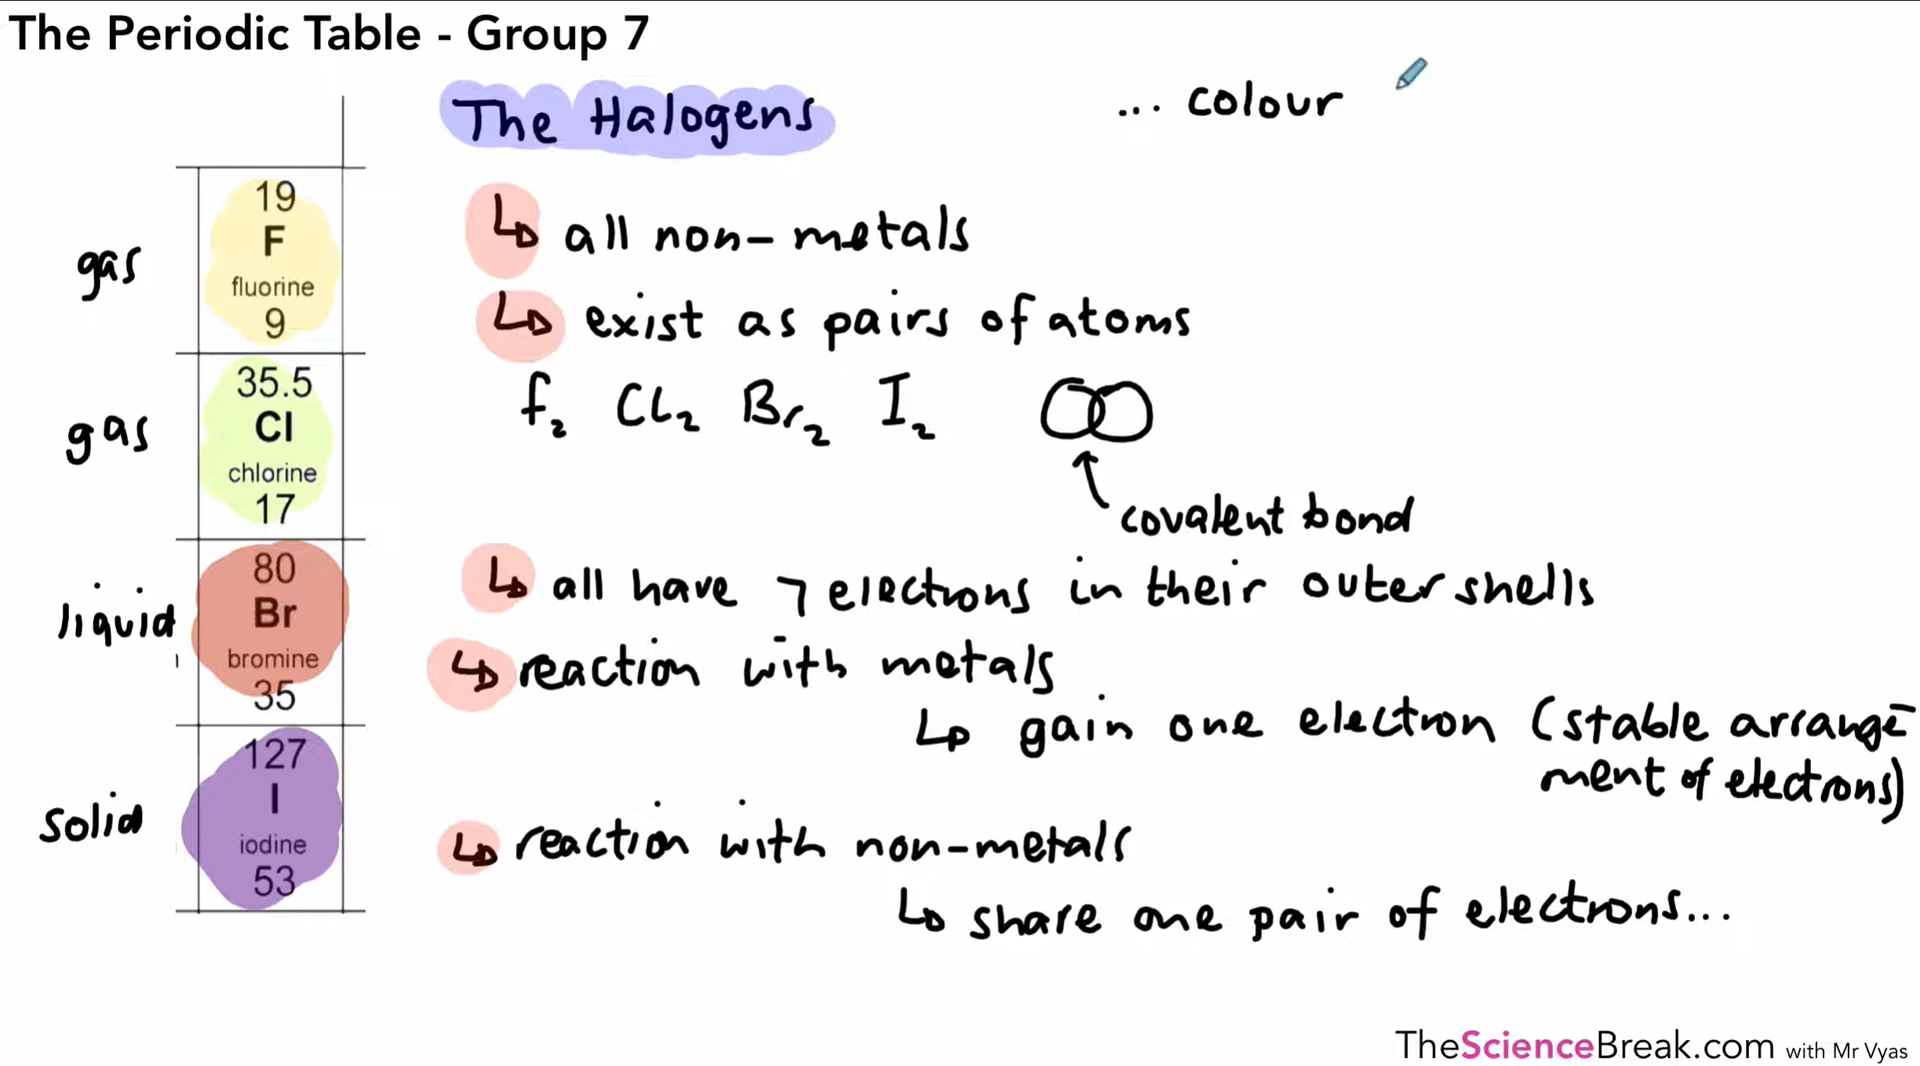 The Periodic Table - Group 7
The Halogens
... colour
gas
19
F
fluorine
9
↳ all non-metals
↳ exist as pairs of atoms
gas
35.5
Cl
chlorine
17
f₂ CL₂ Br₂ I₂
covalent bond
liquid
80
Br
bromine
35
↳ all have 7 electrons in their outer shells
↳ reaction with metals
↳ gain one electron (stable arrange-
ment of electrons)
solid
127
I
iodine
53
↳ reaction with non-metals
↳ share one pair of electrons...
TheScienceBreak.com with Mr Vyas